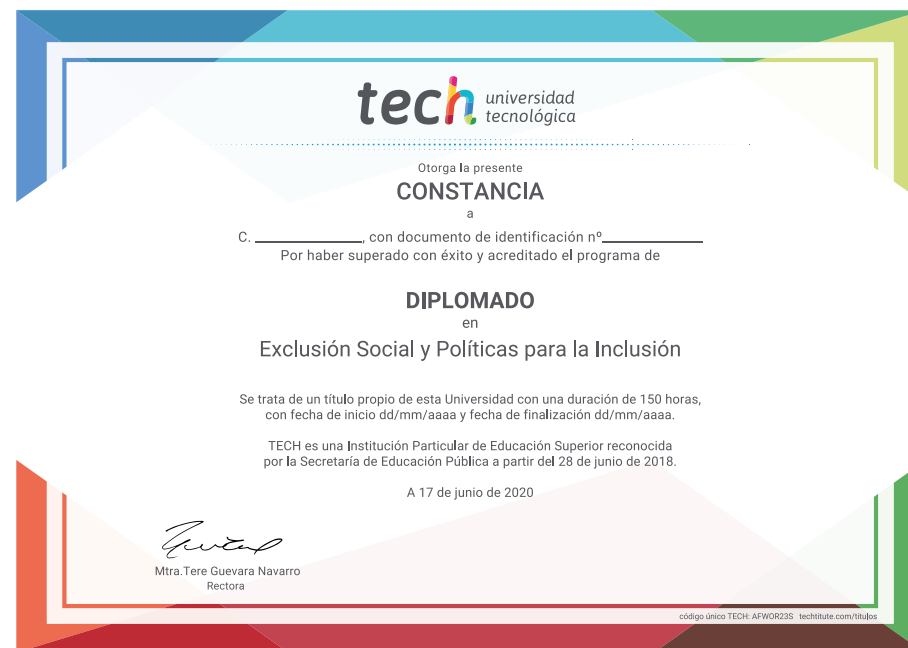 tech universidad
tecnológica
Otorga la presente
CONSTANCIA
a
C. ____________, con documento de identificación nº____________
Por haber superado con éxito y acreditado el programa de
DIPLOMADO
en
Exclusión Social y Políticas para la Inclusión
Se trata de un título propio de esta Universidad con una duración de 150 horas,
con fecha de inicio dd/mm/aaaa y fecha de finalización dd/mm/aaaa.
TECH es una Institución Particular de Educación Superior reconocida
por la Secretaría de Educación Pública a partir del 28 de junio de 2018.
A 17 de junio de 2020
Mtra.Tere Guevara Navarro
Rectora
código único TECH: AFWOR23S techtitute.com/titulos